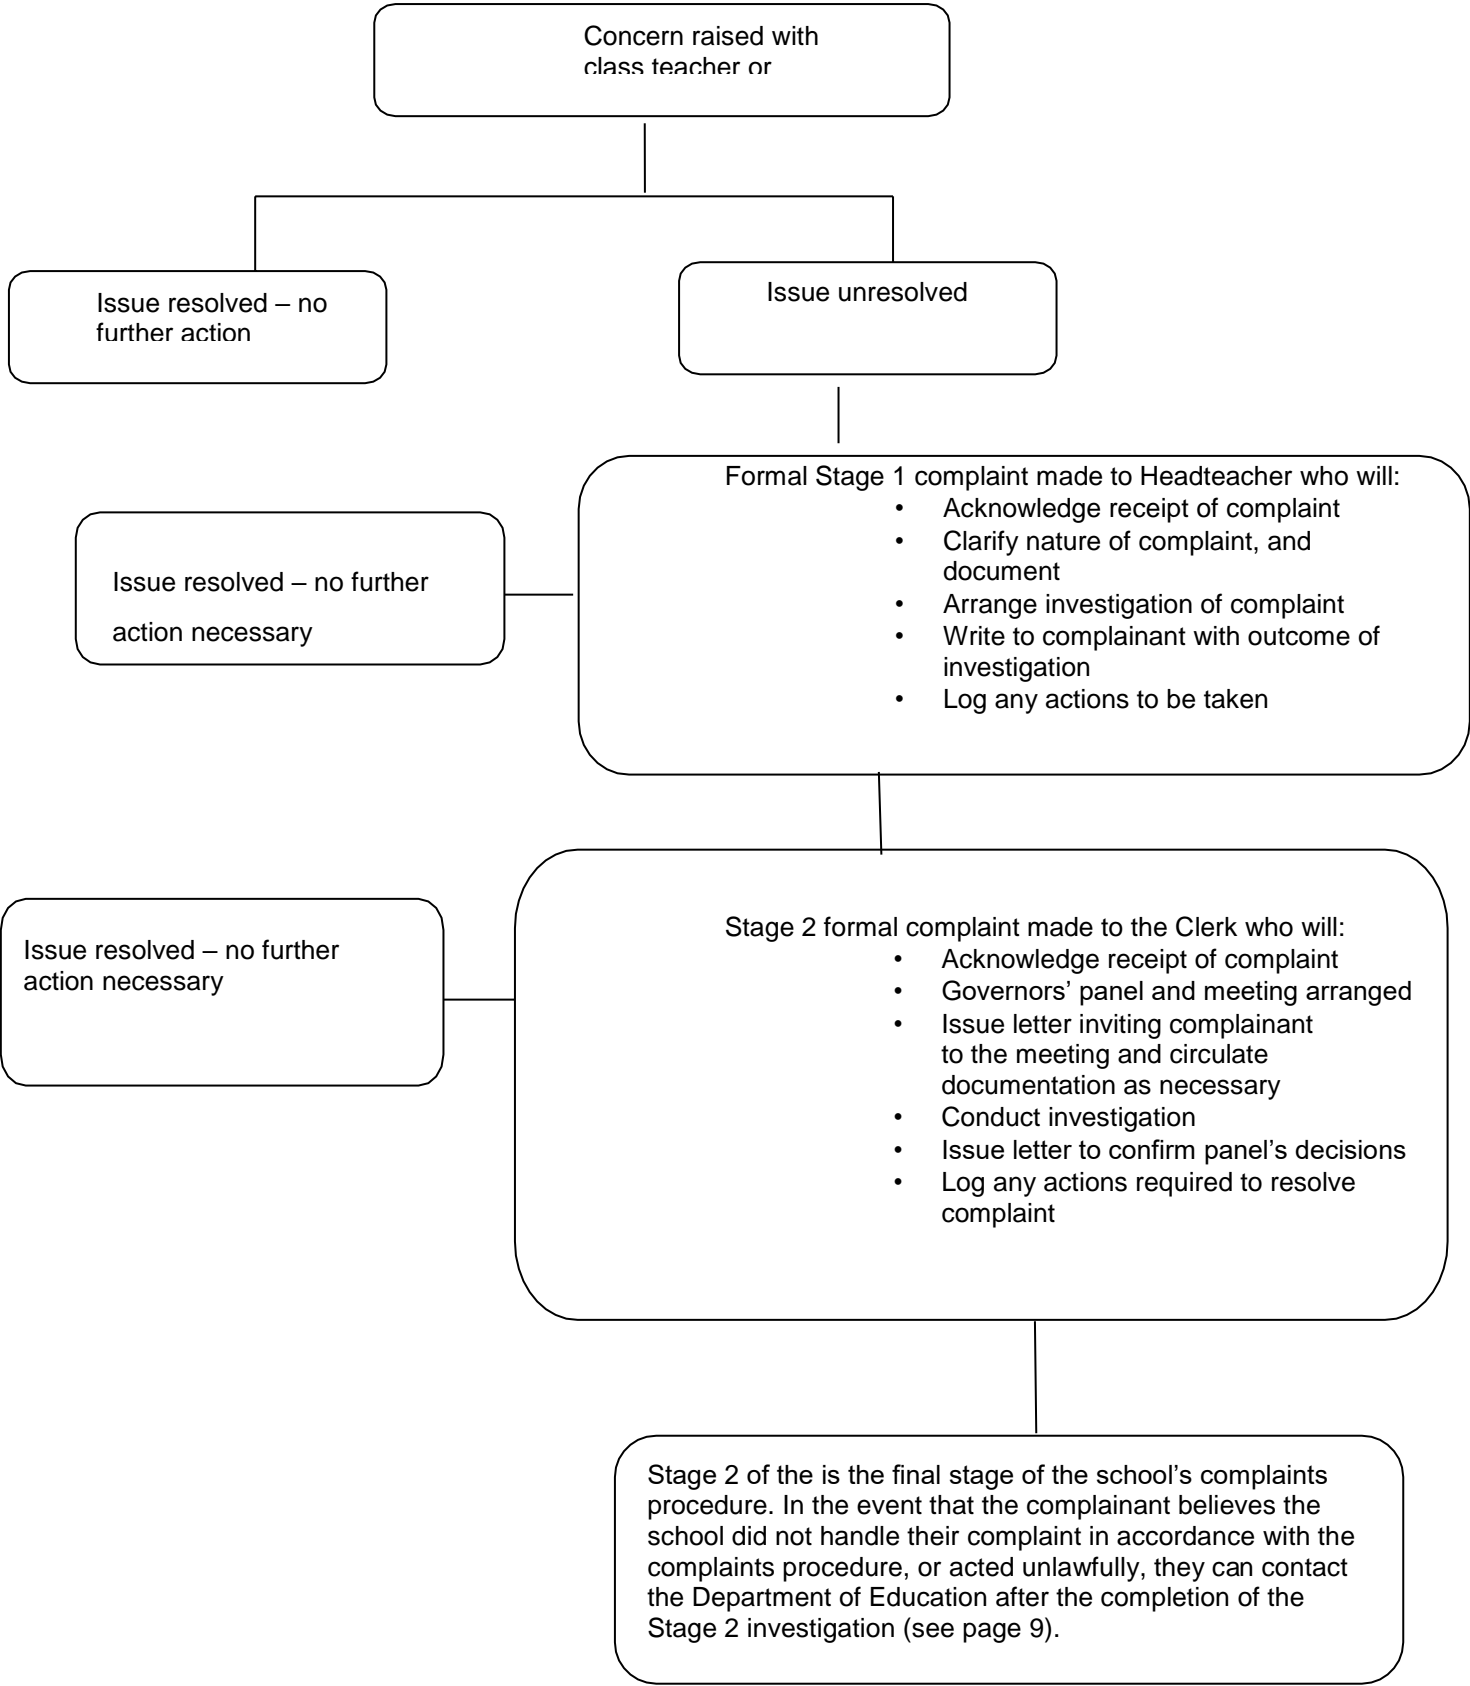 Concern raised with
class teacher or
Issue resolved – no
further action
Issue unresolved
Formal Stage 1 complaint made to Headteacher who will:
• Acknowledge receipt of complaint
• Clarify nature of complaint, and
document
• Arrange investigation of complaint
• Write to complainant with outcome of
investigation
• Log any actions to be taken
Issue resolved – no further
action necessary
Stage 2 formal complaint made to the Clerk who will:
• Acknowledge receipt of complaint
• Governors’ panel and meeting arranged
• Issue letter inviting complainant
to the meeting and circulate
documentation as necessary
• Conduct investigation
• Issue letter to confirm panel’s decisions
• Log any actions required to resolve
complaint
Issue resolved – no further
action necessary
Stage 2 of the is the final stage of the school’s complaints
procedure. In the event that the complainant believes the
school did not handle their complaint in accordance with the
complaints procedure, or acted unlawfully, they can contact
the Department of Education after the completion of the
Stage 2 investigation (see page 9).